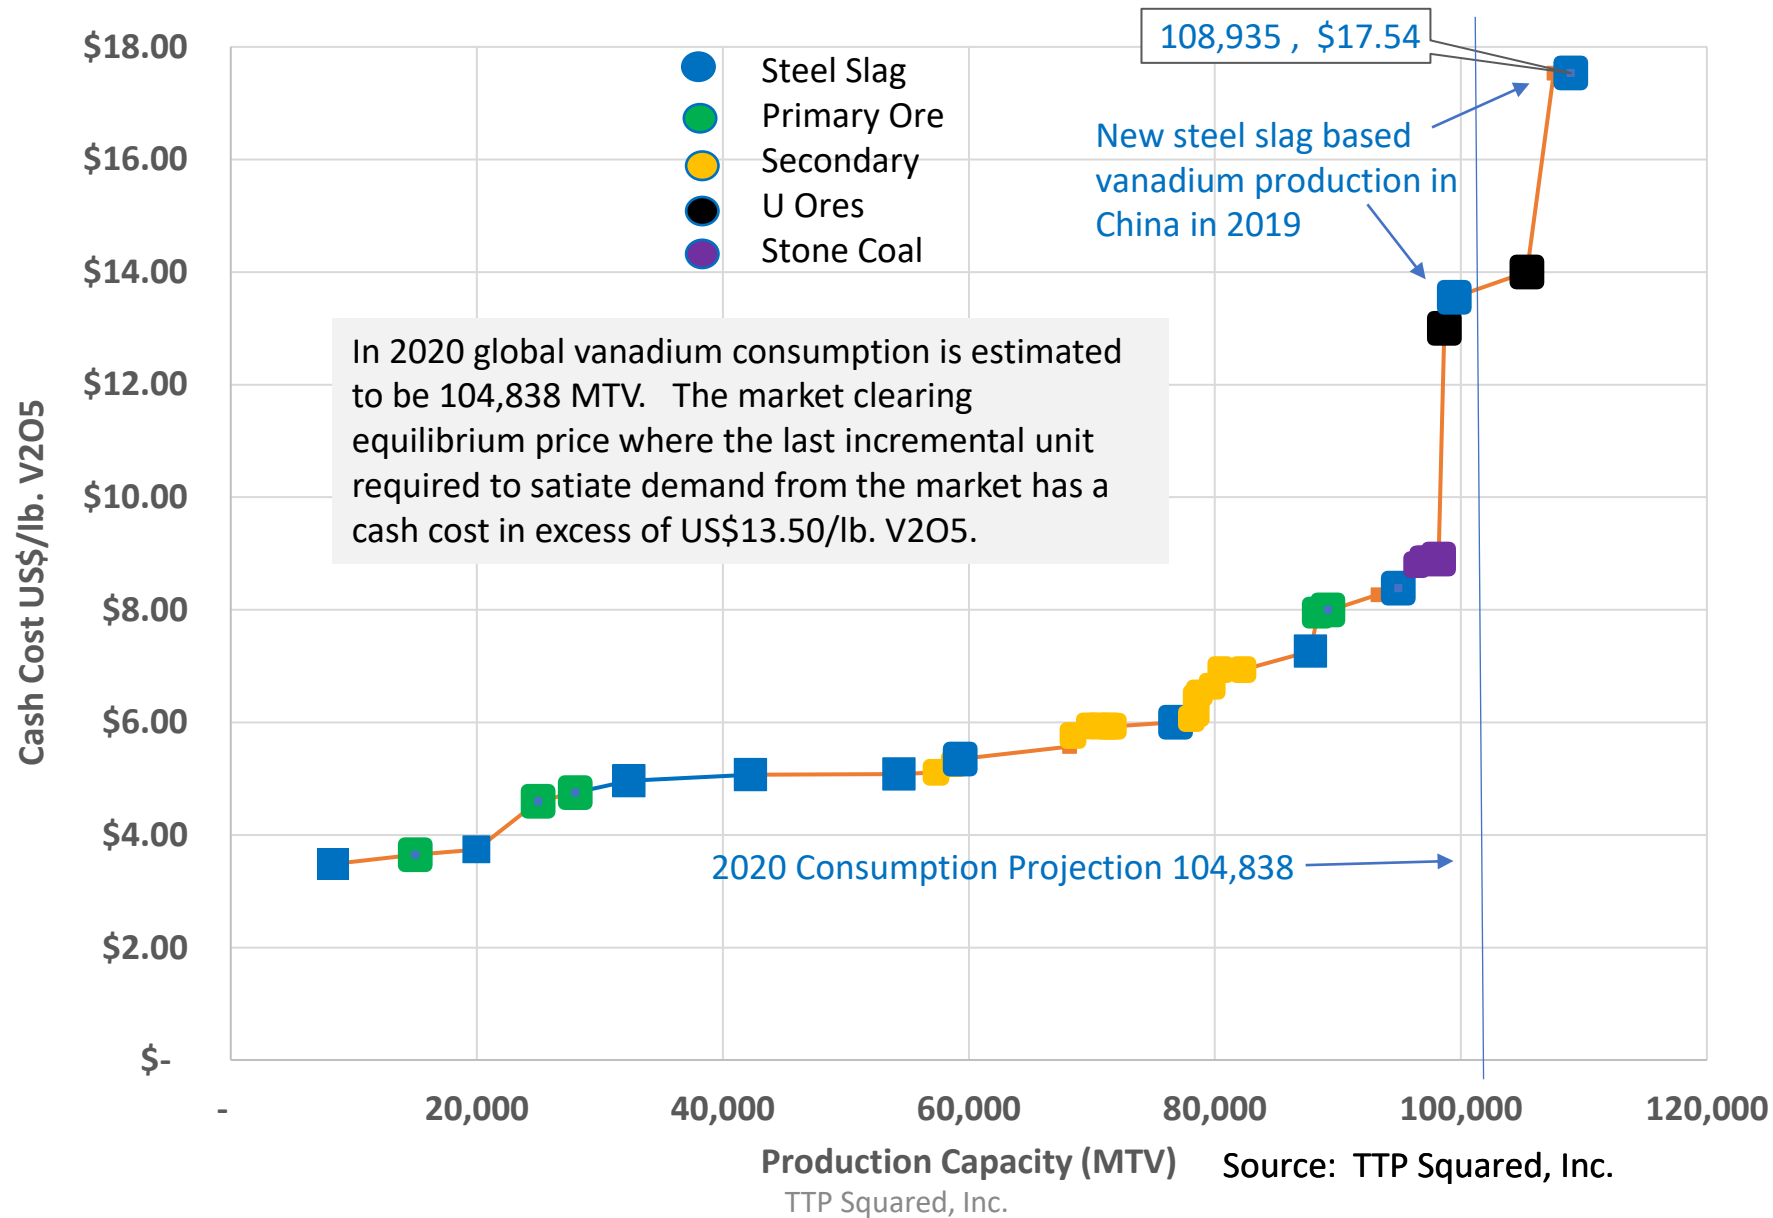 108,935 ,  $17.54
$18.00
$16.00
$14.00
$12.00
$10.00
$8.00
$6.00
$4.00
$2.00
$-
Cash Cost US$/lb. V2O5
Steel Slag
Primary Ore
Secondary
U Ores
Stone Coal
New steel slag based
vanadium production in
China in 2019
In 2020 global vanadium consumption is estimated
to be 104,838 MTV.   The market clearing
equilibrium price where the last incremental unit
required to satiate demand from the market has a
cash cost in excess of US$13.50/lb. V2O5.
2020 Consumption Projection 104,838
-
20,000
40,000
60,000
80,000
100,000
120,000
Production Capacity (MTV)
Source:  TTP Squared, Inc.
TTP Squared, Inc.